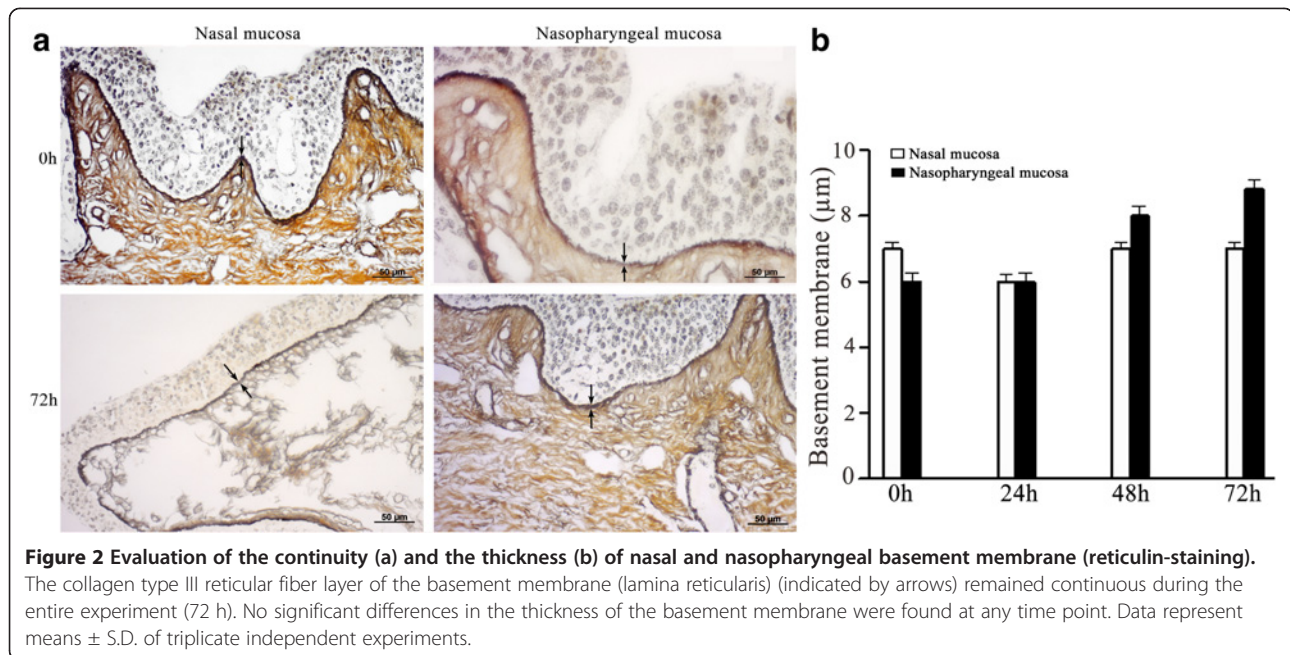 a
Nasal mucosa
Nasopharyngeal mucosa
0h
50 µm
50 µm
72h
50 µm
50 µm
b
Basement membrane (µm)
10
8
6
4
2
0
Nasal mucosa
Nasopharyngeal mucosa
0h 24h 48h 72h
Figure 2 Evaluation of the continuity (a) and the thickness (b) of nasal and nasopharyngeal basement membrane (reticulin-staining).
The collagen type III reticular fiber layer of the basement membrane (lamina reticularis) (indicated by arrows) remained continuous during the
entire experiment (72 h). No significant differences in the thickness of the basement membrane were found at any time point. Data represent
means ± S.D. of triplicate independent experiments.